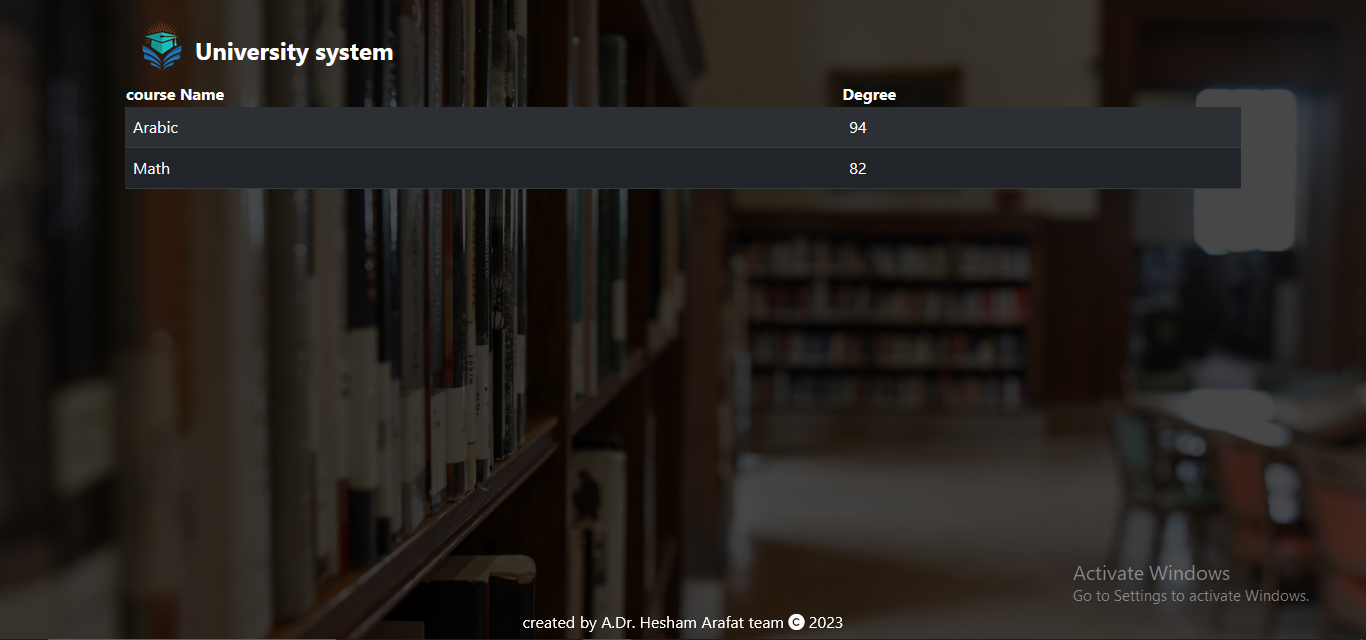 University system
course Name Degree
Arabic 94
Math 82
Activate Windows
Go to Settings to activate Windows.
created by A.Dr. Hesham Arafat team © 2023